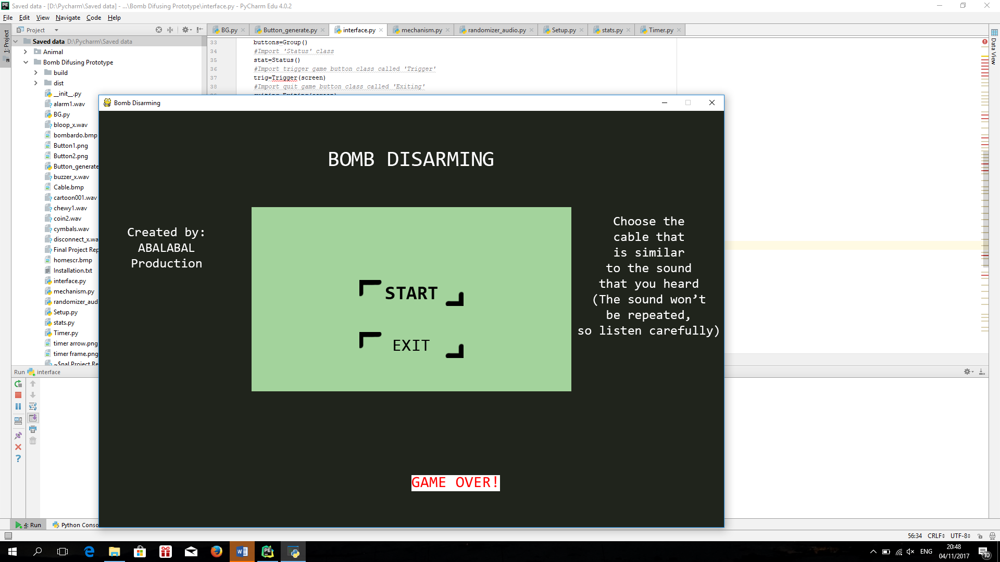 Saved data - [D:\Pycharm\Saved data] - ...\Bomb Difusing Prototype\interface.py - PyCharm Edu 4.0.2
File Edit View Navigate Code Help
Project
BG.py
Button_generate.py
interface.py
mechanism.py
randomizer_audio.py
Setup.py
stats.py
Timer.py
1: Project
Data View
Saved data D:\Pycharm\Saved data
Animal
Bomb Difusing Prototype
build
dist
__init__.py
alarm1.wav
BG.py
bloop_x.wav
bombardo.bmp
Button1.png
Button2.png
Button_generate
buzzer_x.wav
Cable.bmp
cartoon001.wav
chewy1.wav
coin2.wav
cymbals.wav
disconnect_x.wa
Final Project Rep
homescr.bmp
Installation.txt
interface.py
mechanism.py
randomizer_audi
Setup.py
stats.py
Timer.py
timer arrow.png
timer frame.png
~$nal Project Re
33 buttons=Group()
34 #Import 'Status' class
35 stat=Status()
36 #Import trigger game button class called 'Trigger'
37 trig=Trigger(screen)
38 #Import quit game button class called 'Exiting'
Bomb Disarming
BOMB DISARMING
Created by:
ABALABAL
Production
START
EXIT
Choose the
cable that
is similar
to the sound
that you heard
(The sound won’t
be repeated,
so listen carefully)
GAME OVER!
Run interface
4: Run
Python Conso
56:34 CRLF UTF-8
ENG
20:48
04/11/2017
10